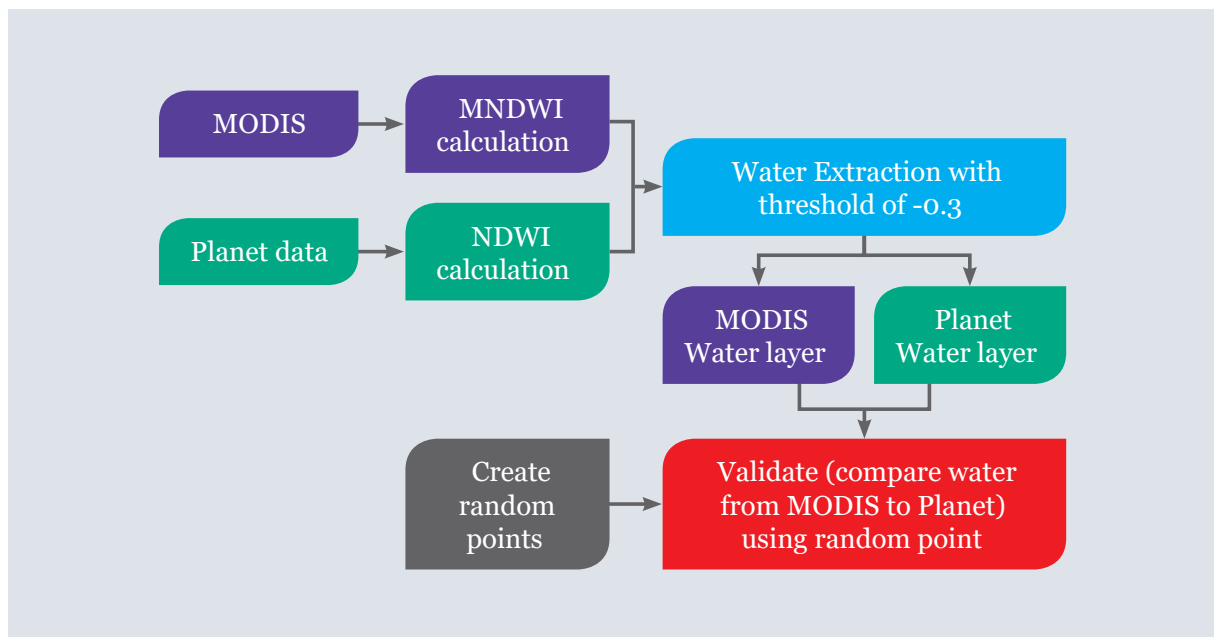 MODIS
MNDWI
calculation
Planet data
NDWI
calculation
Water Extraction with
threshold of -0.3
MODIS
Water layer
Planet
Water layer
Create
random
points
Validate (compare water
from MODIS to Planet)
using random point